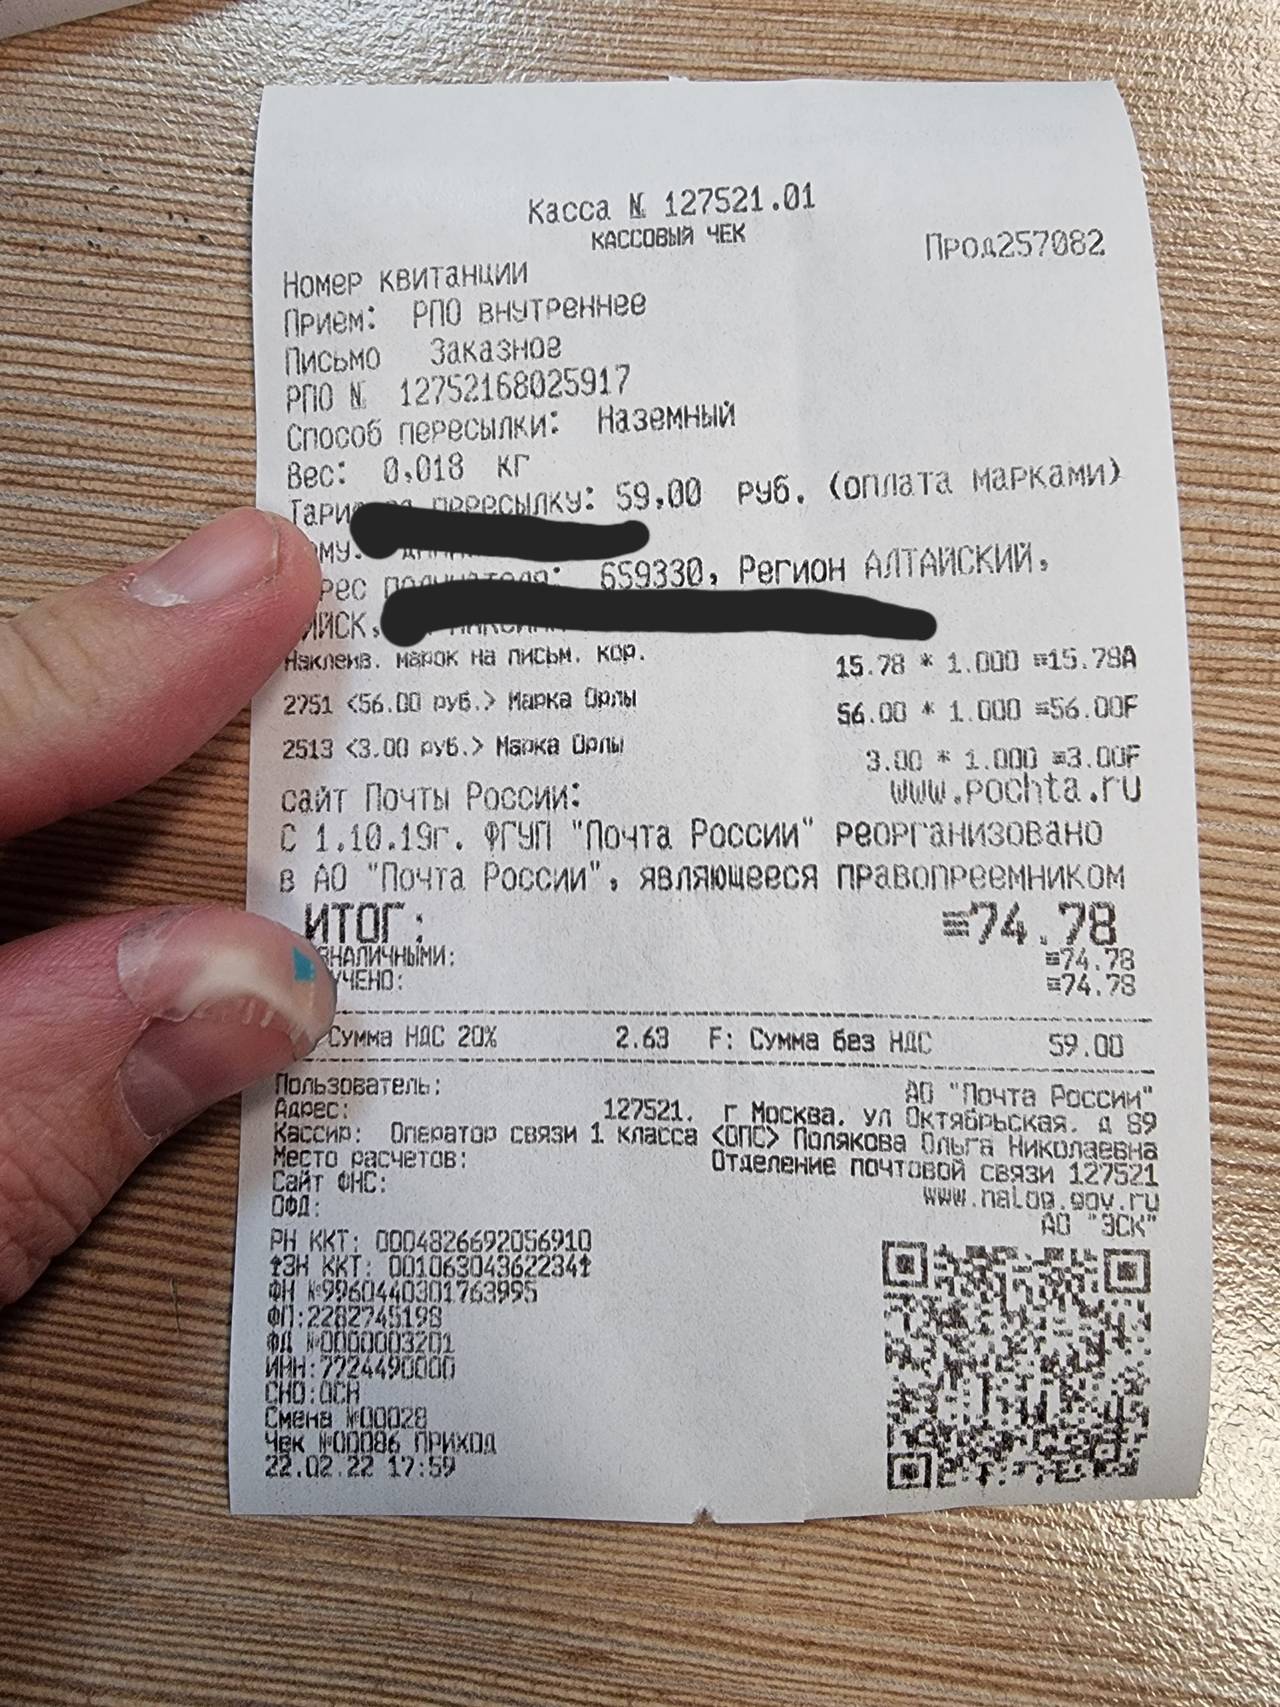 Касса № 127521.01
КАССОВЫЙ ЧЕК
Прод257082
Номер квитанции
Прием: РПО внутреннее
Письмо Заказное
РПО № 12752168025917
Способ пересылки: Наземный
Вес: 0,018 кг
пересылку: 59,00 руб. (оплата марками)
659330, Регион АЛТАЙСКИЙ,
Наклеив. марок на письм. кор. 15.78 * 1.000 ≡15.78A
2751 <56.00 руб.> Марка Орлы 56.00 * 1.000 ≡56.00F
2513 <3.00 руб.> Марка Орлы 3.00 * 1.000 ≡3.00F
сайт Почты России: www.pochta.ru
С 1.10.19г. ФГУП "Почта России" реорганизовано
в АО "Почта России", являющееся правопреемником
ИТОГ: ≡74.78
≡74.78
≡74.78
Сумма НДС 20% 2.63 F: Сумма без НДС 59.00
Пользователь: АО "Почта России"
Адрес: 127521, г Москва, ул Октябрьская, д 89
Кассир: Оператор связи 1 класса <ОПС> Полякова Ольга Николаевна
Место расчетов: Отделение почтовой связи 127521
Сайт ФНС: www.nalog.gov.ru
ОФД: АО "ЭСК"
РН ККТ: 0004826692056910
ЗН ККТ: 00106304362234
ФН №9960440301763995
ФП:2282745198
ФД №0000003201
ИНН:7724490000
СНО:ОСН
Смена №00028
Чек №00086 ПРИХОД
22.02.22 17:59